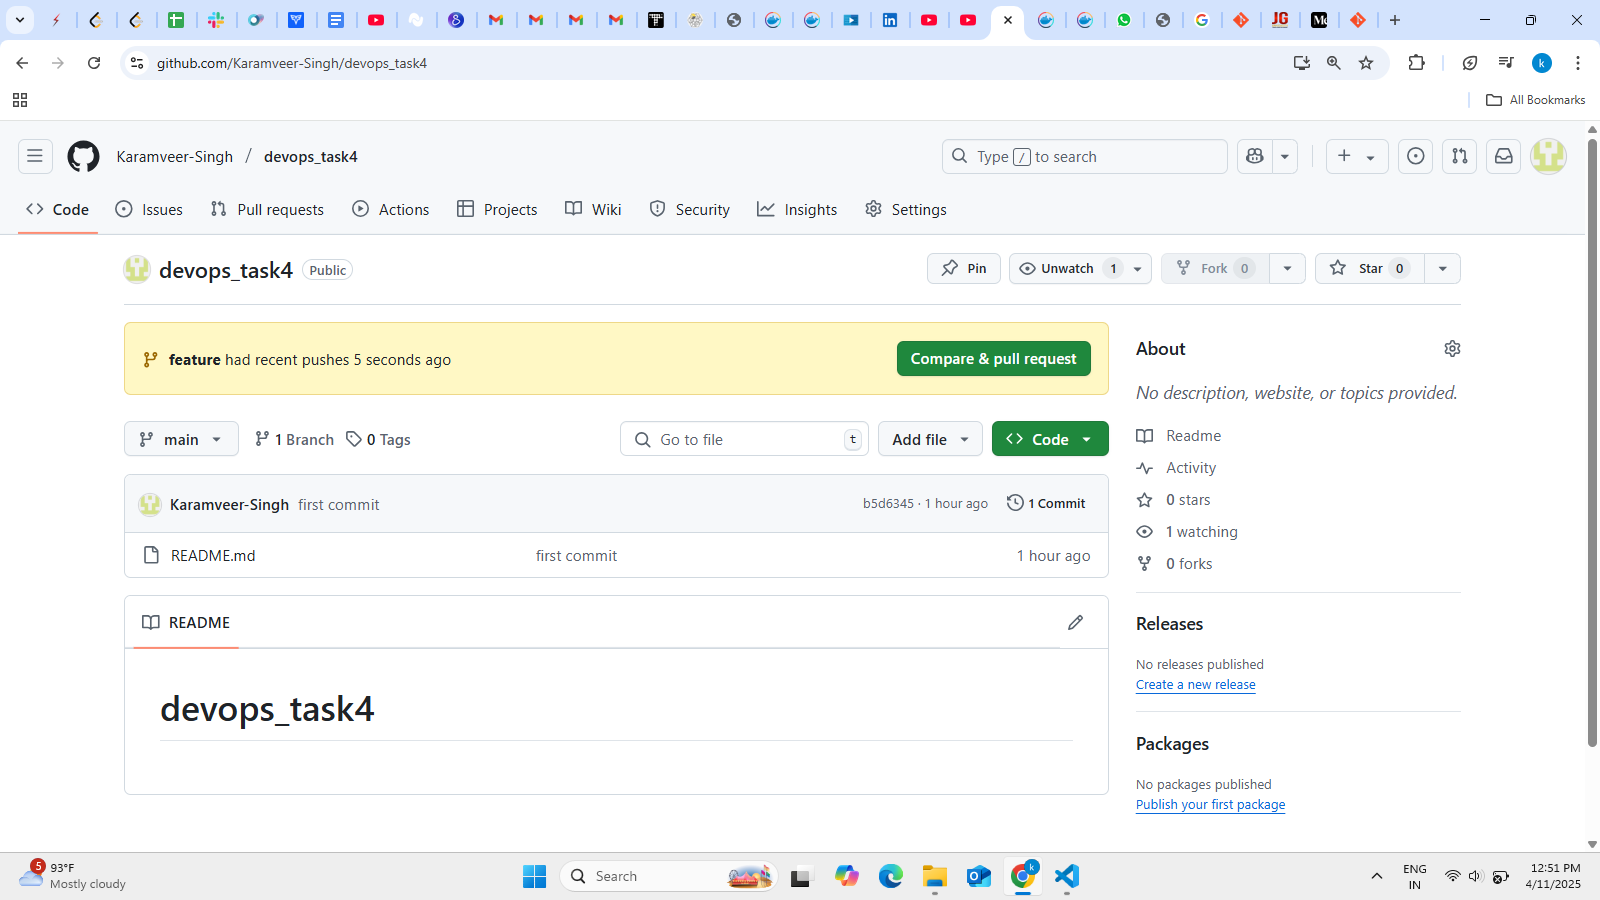 github.com/Karamveer-Singh/devops_task4
All Bookmarks
Karamveer-Singh / devops_task4
Type / to search
Code
Issues
Pull requests
Actions
Projects
Wiki
Security
Insights
Settings
devops_task4 Public
Pin
Unwatch 1
Fork 0
Star 0
feature had recent pushes 5 seconds ago
Compare & pull request
main
1 Branch
0 Tags
Go to file t
Add file
Code
Karamveer-Singh first commit
b5d6345 · 1 hour ago
1 Commit
README.md
first commit
1 hour ago
README
devops_task4
About
No description, website, or topics provided.
Readme
Activity
0 stars
1 watching
0 forks
Releases
No releases published
Create a new release
Packages
No packages published
Publish your first package
5
93°F
Mostly cloudy
Search
k
ENG
IN
12:51 PM
4/11/2025